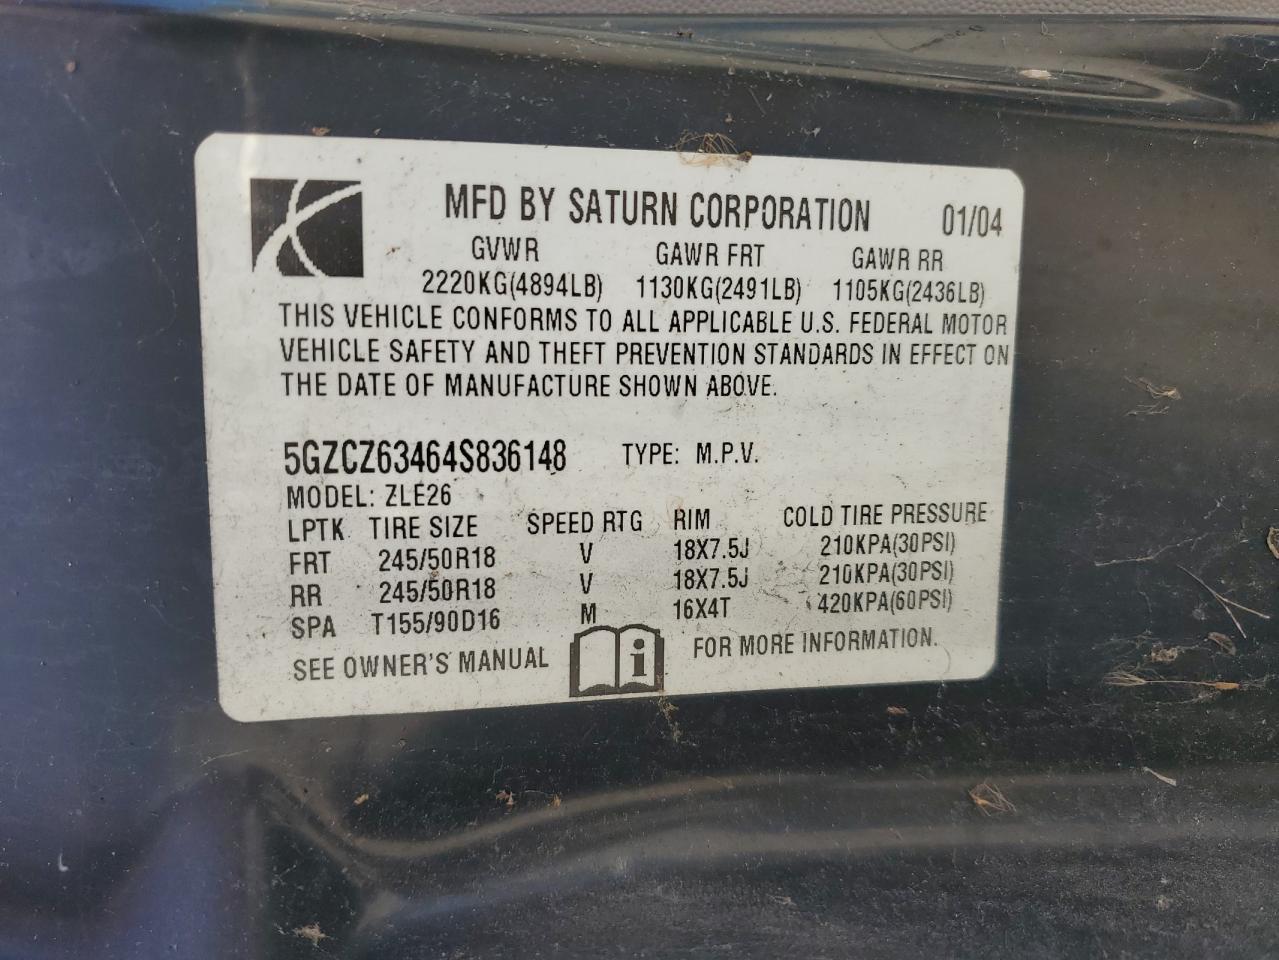 MFD BY SATURN CORPORATION 01/04
GVWR GAWR FRT GAWR RR
2220KG(4894LB) 1130KG(2491LB) 1105KG(2436LB)
THIS VEHICLE CONFORMS TO ALL APPLICABLE U.S. FEDERAL MOTOR
VEHICLE SAFETY AND THEFT PREVENTION STANDARDS IN EFFECT ON
THE DATE OF MANUFACTURE SHOWN ABOVE.
5GZCZ63464S836148 TYPE: M.P.V.
MODEL: ZLE26
LPTK TIRE SIZE SPEED RTG RIM COLD TIRE PRESSURE
FRT 245/50R18 V 18X7.5J 210KPA(30PSI)
RR 245/50R18 V 18X7.5J 210KPA(30PSI)
SPA T155/90D16 M 16X4T 420KPA(60PSI)
SEE OWNER'S MANUAL i FOR MORE INFORMATION.